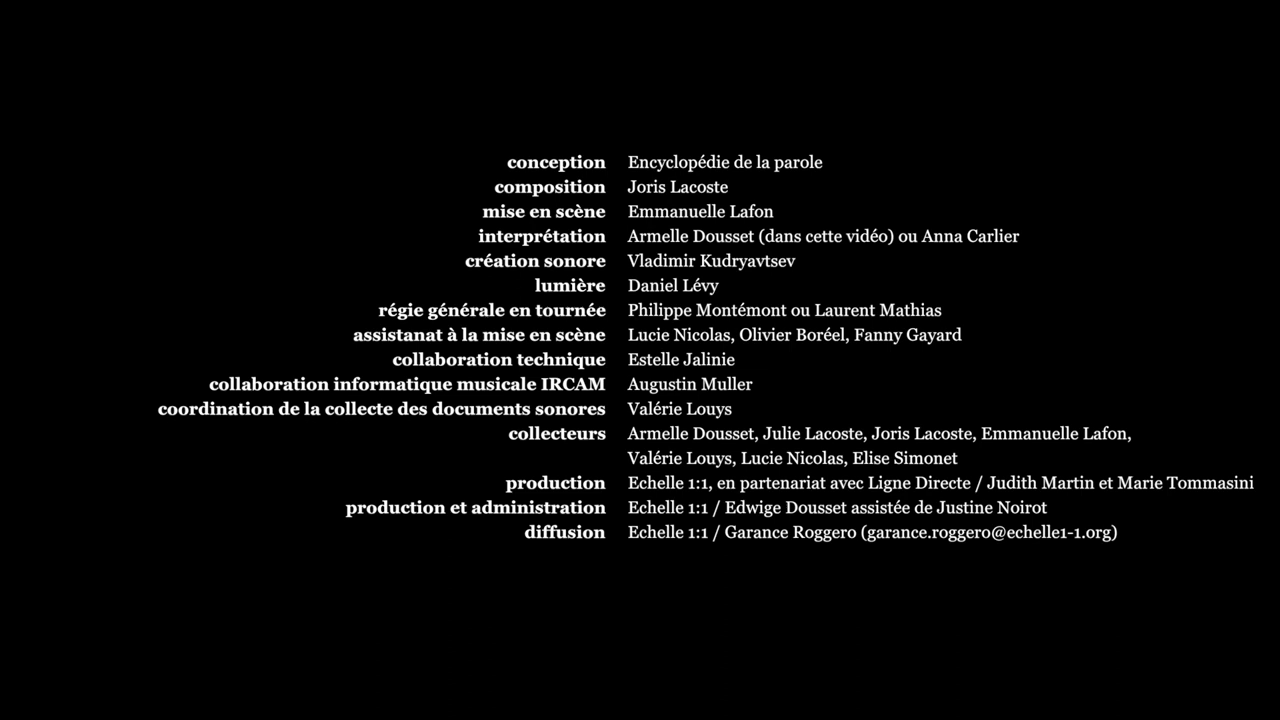 conception Encyclopédie de la parole
composition Joris Lacoste
mise en scène Emmanuelle Lafon
interprétation Armelle Dousset (dans cette vidéo) ou Anna Carlier
création sonore Vladimir Kudryavtsev
lumière Daniel Lévy
régie générale en tournée Philippe Montémont ou Laurent Mathias
assistanat à la mise en scène Lucie Nicolas, Olivier Boréel, Fanny Gayard
collaboration technique Estelle Jalinie
collaboration informatique musicale IRCAM Augustin Muller
coordination de la collecte des documents sonores Valérie Louys
collecteurs Armelle Dousset, Julie Lacoste, Joris Lacoste, Emmanuelle Lafon,
Valérie Louys, Lucie Nicolas, Elise Simonet
production Echelle 1:1, en partenariat avec Ligne Directe / Judith Martin et Marie Tommasini
production et administration Echelle 1:1 / Edwige Dousset assistée de Justine Noirot
diffusion Echelle 1:1 / Garance Roggero (garance.roggero@echelle1-1.org)